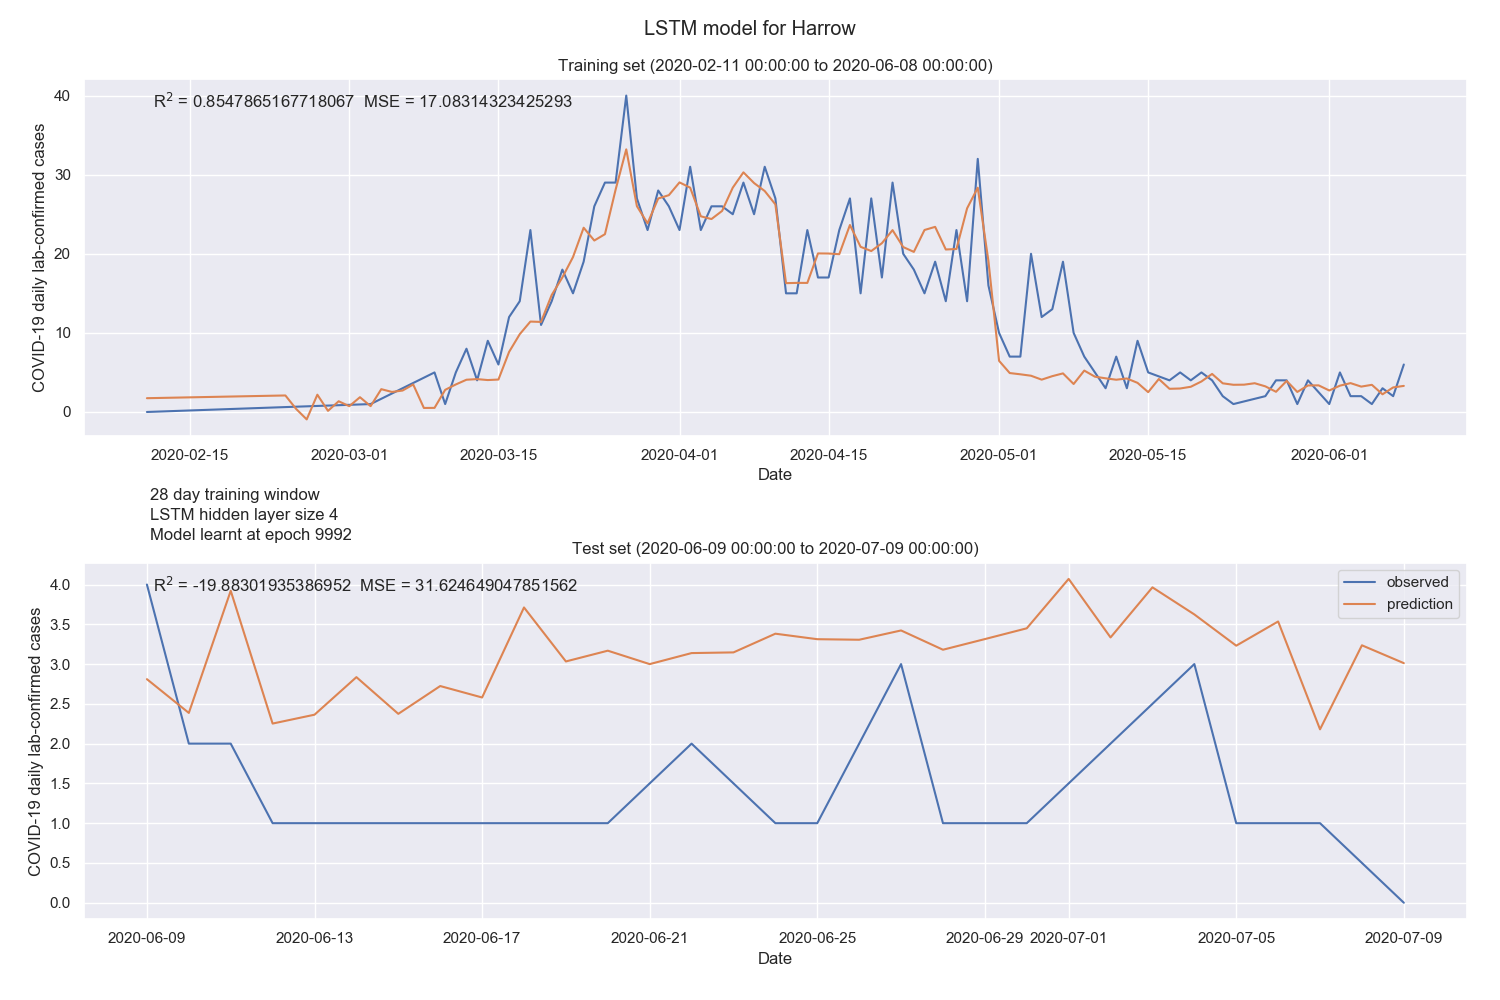 LSTM model for Harrow
Training set (2020-02-11 00:00:00 to 2020-06-08 00:00:00)
R² = 0.8547865167718067 MSE = 17.08314323425293
COVID-19 daily lab-confirmed cases
40
30
20
10
0
2020-02-15 2020-03-01 2020-03-15 2020-04-01 2020-04-15 2020-05-01 2020-05-15 2020-06-01
Date
28 day training window
LSTM hidden layer size 4
Model learnt at epoch 9992
Test set (2020-06-09 00:00:00 to 2020-07-09 00:00:00)
R² = -19.88301935386952 MSE = 31.624649047851562
observed
prediction
COVID-19 daily lab-confirmed cases
4.0
3.5
3.0
2.5
2.0
1.5
1.0
0.5
0.0
2020-06-09 2020-06-13 2020-06-17 2020-06-21 2020-06-25 2020-06-29 2020-07-01 2020-07-05 2020-07-09
Date